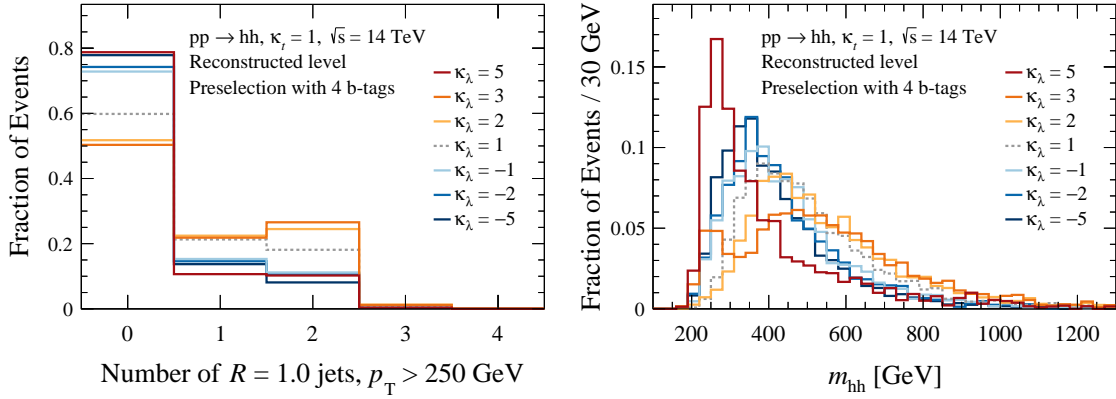 pp → hh, κₜ = 1, √s = 14 TeV
Reconstructed level
Preselection with 4 b-tags
κ_λ = 5
κ_λ = 3
κ_λ = 2
κ_λ = 1
κ_λ = −1
κ_λ = −2
κ_λ = −5
Fraction of Events
0.8
0.6
0.4
0.2
0
0 1 2 3 4
Number of R = 1.0 jets, p_T > 250 GeV
pp → hh, κₜ = 1, √s = 14 TeV
Reconstructed level
Preselection with 4 b-tags
κ_λ = 5
κ_λ = 3
κ_λ = 2
κ_λ = 1
κ_λ = −1
κ_λ = −2
κ_λ = −5
Fraction of Events / 30 GeV
0.15
0.1
0.05
0
200 400 600 800 1000 1200
m_hh [GeV]